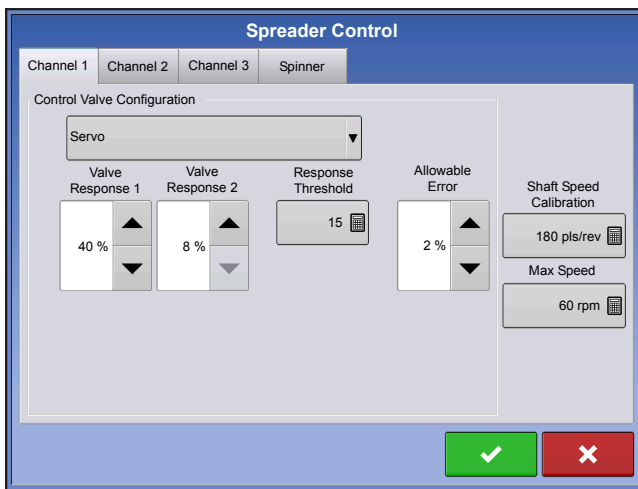 Spreader Control
Channel 1 Channel 2 Channel 3 Spinner
Control Valve Configuration
Servo
Valve Response 1 Valve Response 2 Response Threshold Allowable Error
40 % 8 % 15 2 %
Shaft Speed
Calibration
180 pls/rev
Max Speed
60 rpm